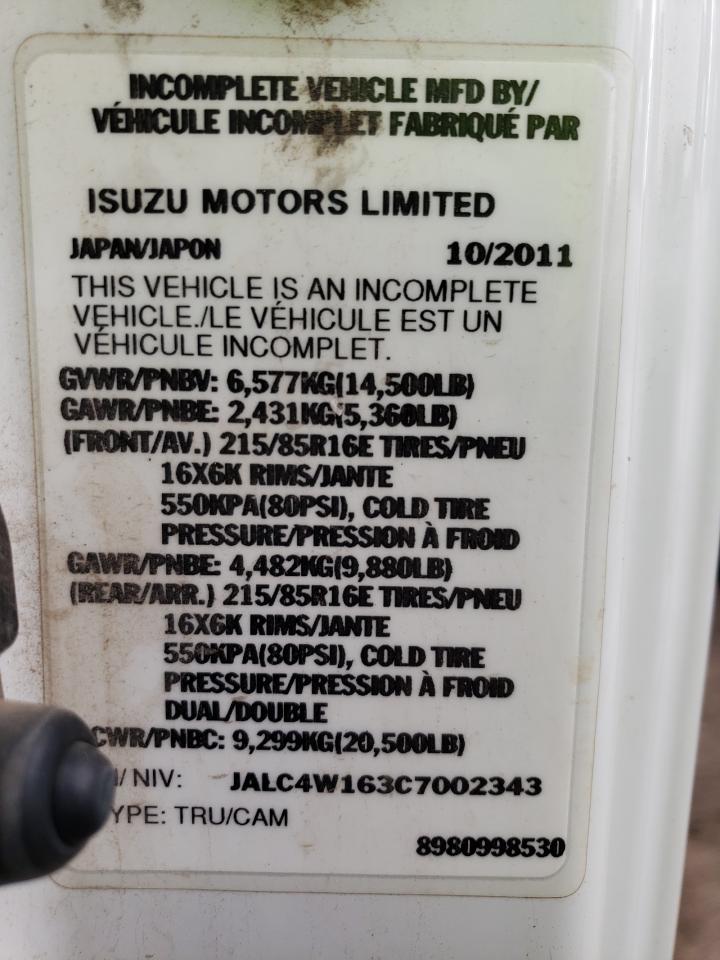 INCOMPLETE VEHICLE MFD BY/
VÉHICULE INCOMPLET FABRIQUÉ PAR
ISUZU MOTORS LIMITED
JAPAN/JAPON 10/2011
THIS VEHICLE IS AN INCOMPLETE
VEHICLE./LE VÉHICULE EST UN
VÉHICULE INCOMPLET.
GVWR/PNBV: 6,577KG(14,500LB)
GAWR/PNBE: 2,431KG(5,360LB)
(FRONT/AV.) 215/85R16E TIRES/PNEU
16X6K RIMS/JANTE
550KPA(80PSI), COLD TIRE
PRESSURE/PRESSION À FROID
GAWR/PNBE: 4,482KG(9,880LB)
(REAR/ARR.) 215/85R16E TIRES/PNEU
16X6K RIMS/JANTE
550KPA(80PSI), COLD TIRE
PRESSURE/PRESSION À FROID
DUAL/DOUBLE
CWR/PNBC: 9,299KG(20,500LB)
/ NIV: JALC4W163C7002343
YPE: TRU/CAM
8980998530